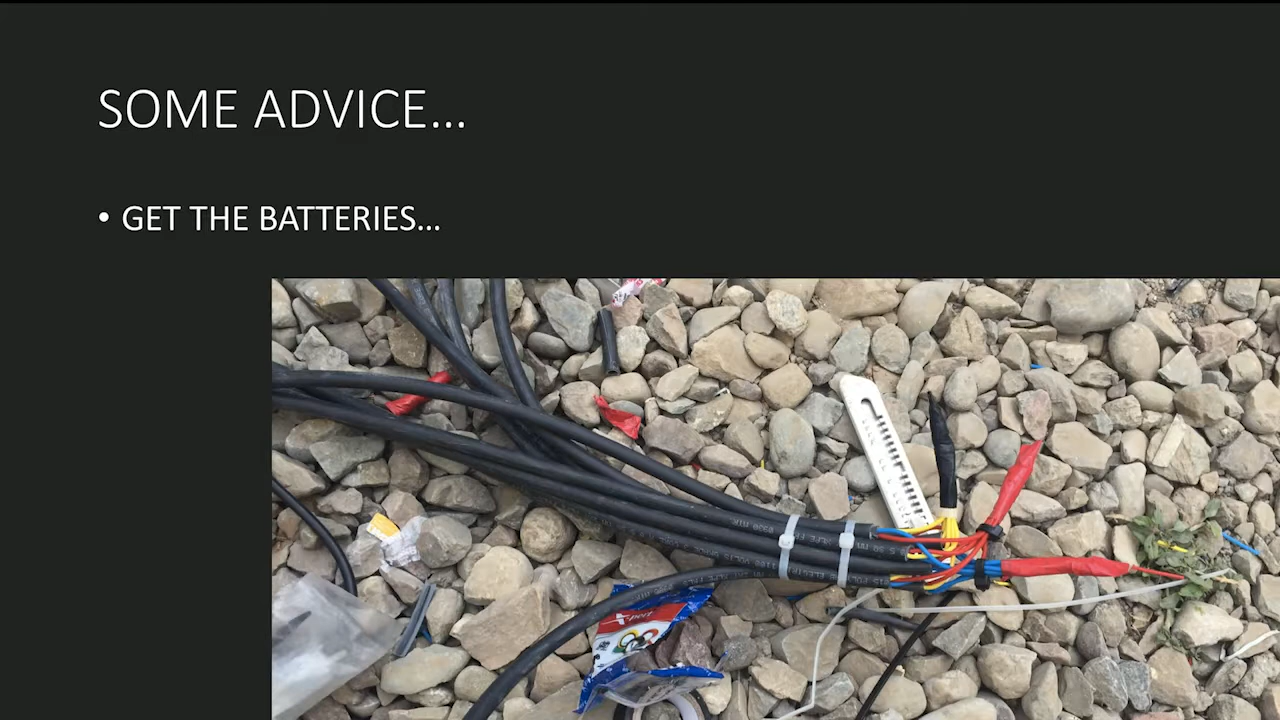 SOME ADVICE…
• GET THE BATTERIES…